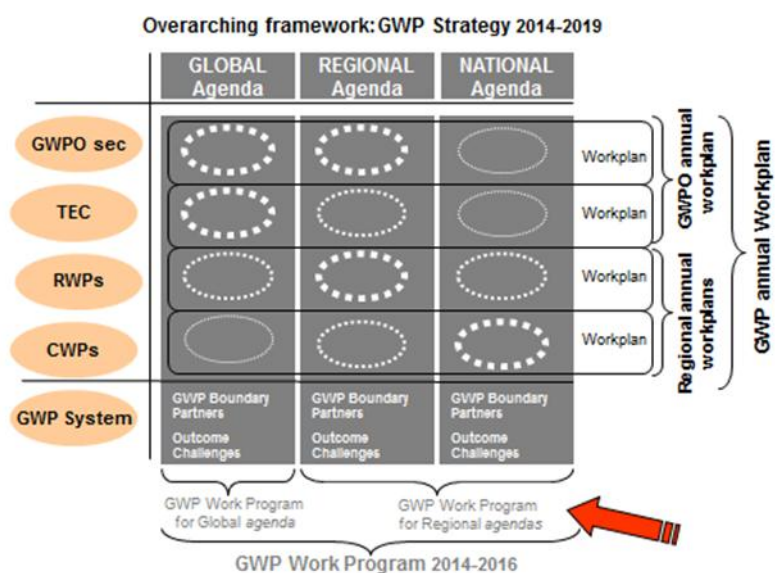 Overarching framework: GWP Strategy 2014-2019
GLOBAL Agenda
REGIONAL Agenda
NATIONAL Agenda
GWPO sec
Workplan
TEC
Workplan
RWPs
Workplan
CWPs
Workplan
GWPO annual workplan
Regional annual workplans
GWP annual Workplan
GWP System
GWP Boundary Partners
Outcome Challenges
GWP Boundary Partners
Outcome Challenges
GWP Boundary Partners
Outcome Challenges
GWP Work Program
for Global agenda
GWP Work Program
for Regional agendas
GWP Work Program 2014-2016